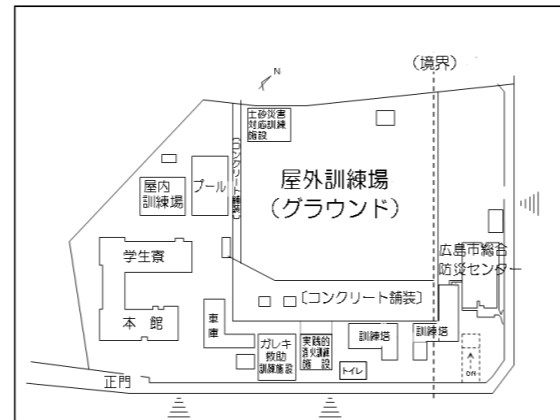 （境界）
N
土砂災害
対応訓練
施設
屋内
訓練場
プール
〔コンクリート舗装〕
屋外訓練場
（グラウンド）
広島市総合
防災センター
学生寮
〔コンクリート舗装〕
本　館
車
庫
ガレキ
救助
訓練施設
実践的
消火訓練
施設
トイレ
訓練塔
訓練塔
正門